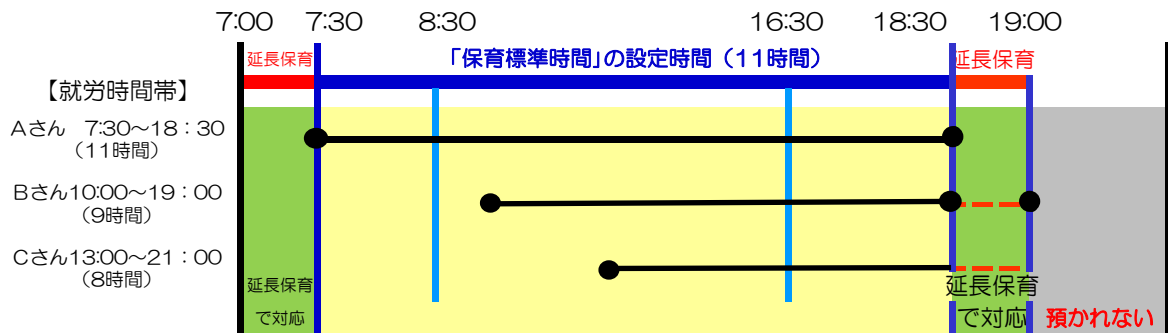 7:00 7:30 8:30 16:30 18:30 19:00
延長保育 「保育標準時間」の設定時間（11時間） 延長保育
【就労時間帯】
Aさん 7:30～18：30
（11時間）
Bさん10:00～19：00
（9時間）
Cさん13:00～21：00
（8時間）
延長保育 延長保育
で対応 で対応 預かれない